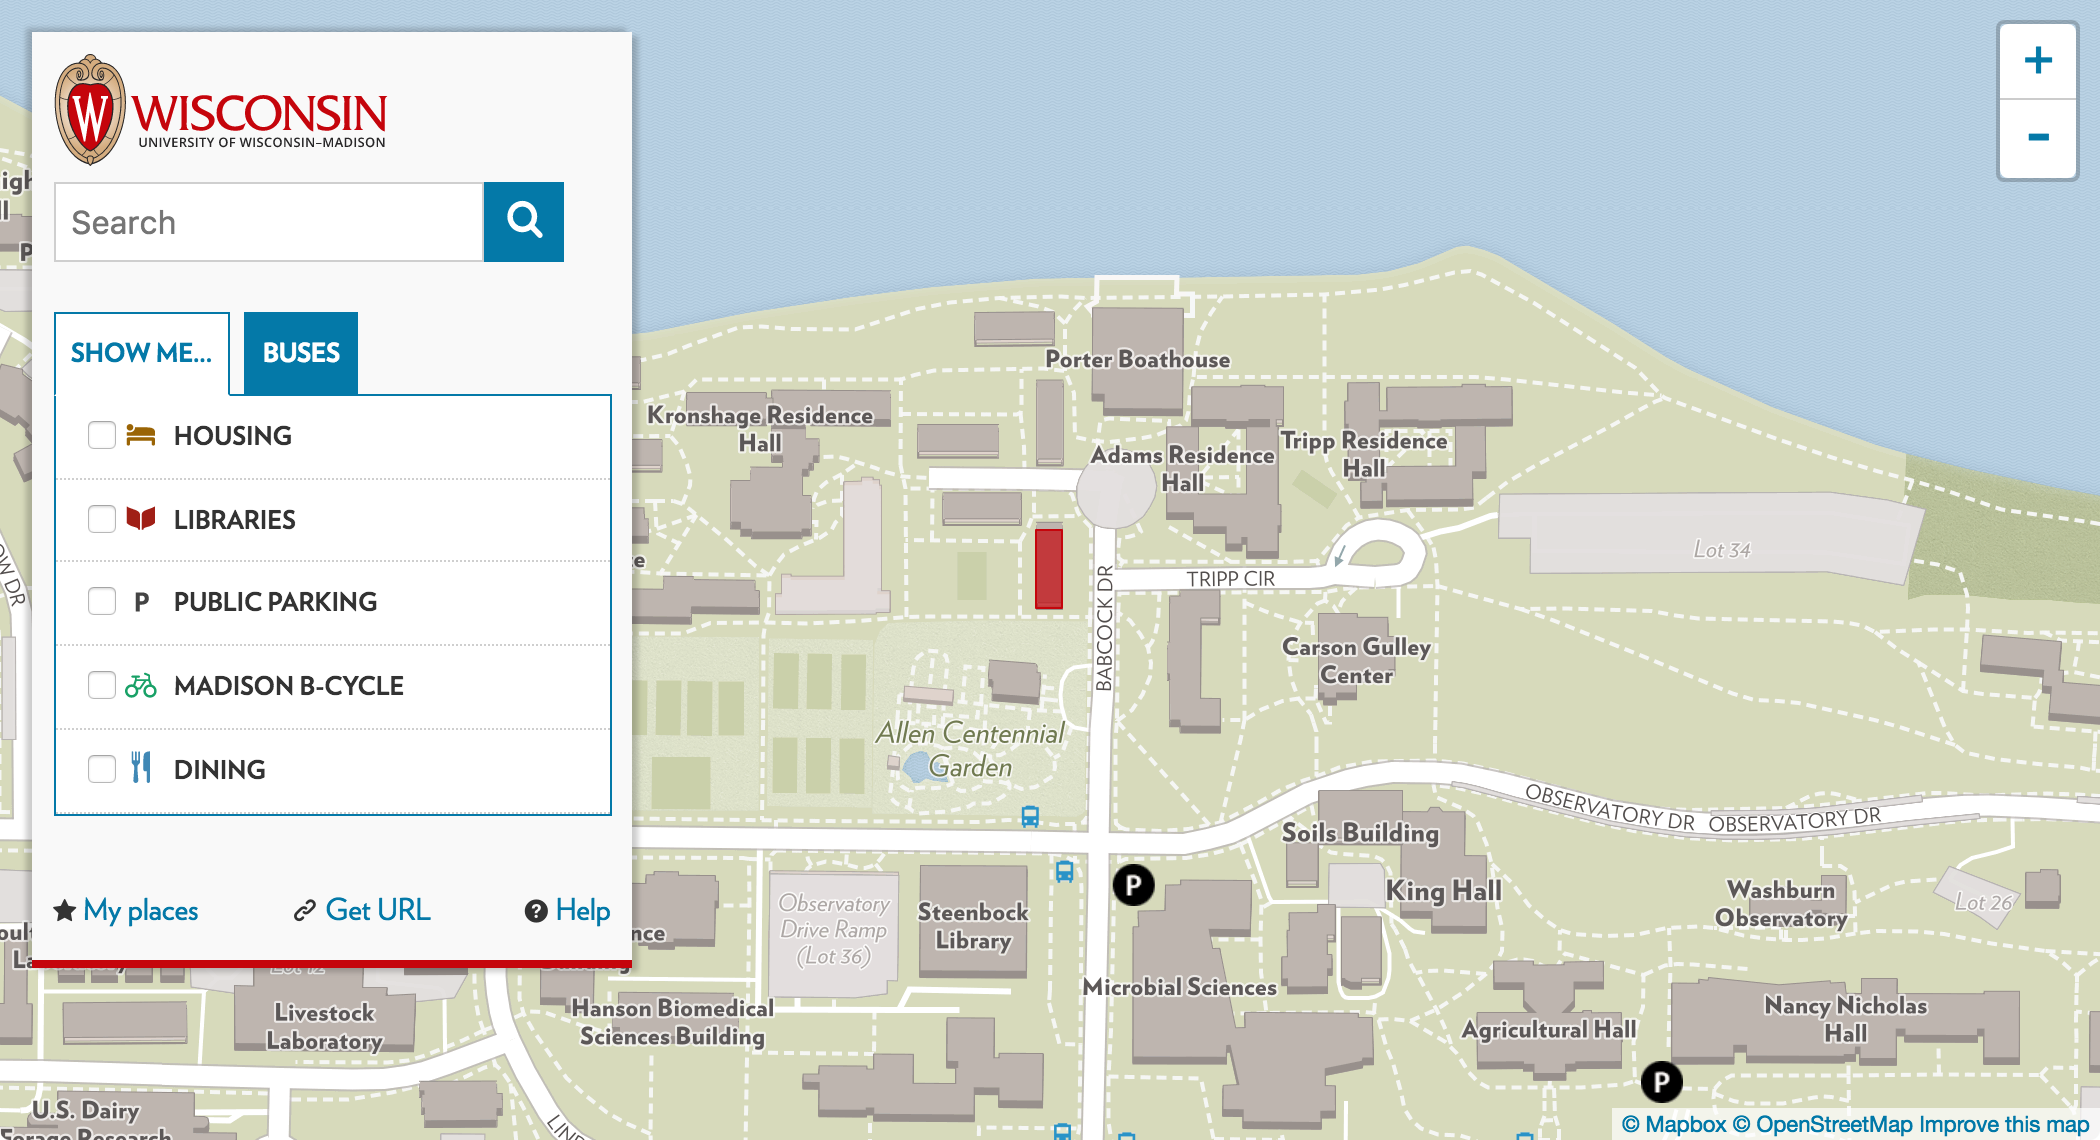 W
WISCONSIN
UNIVERSITY OF WISCONSIN–MADISON
Search
SHOW ME...
BUSES
HOUSING
LIBRARIES
P PUBLIC PARKING
MADISON B-CYCLE
DINING
My places
Get URL
? Help
+
-
Porter Boathouse
Kronshage Residence
Hall
Adams Residence
Hall
Tripp Residence
Hall
Lot 34
TRIPP CIR
BABCOCK DR
Carson Gulley
Center
Allen Centennial
Garden
OBSERVATORY DR
OBSERVATORY DR
Soils Building
King Hall
P
Observatory
Drive Ramp
(Lot 36)
Steenbock
Library
Washburn
Observatory
Lot 26
Microbial Sciences
Lot 12
Livestock
Laboratory
Hanson Biomedical
Sciences Building
Agricultural Hall
Nancy Nicholas
Hall
P
U.S. Dairy
Forage Research
© Mapbox © OpenStreetMap Improve this map